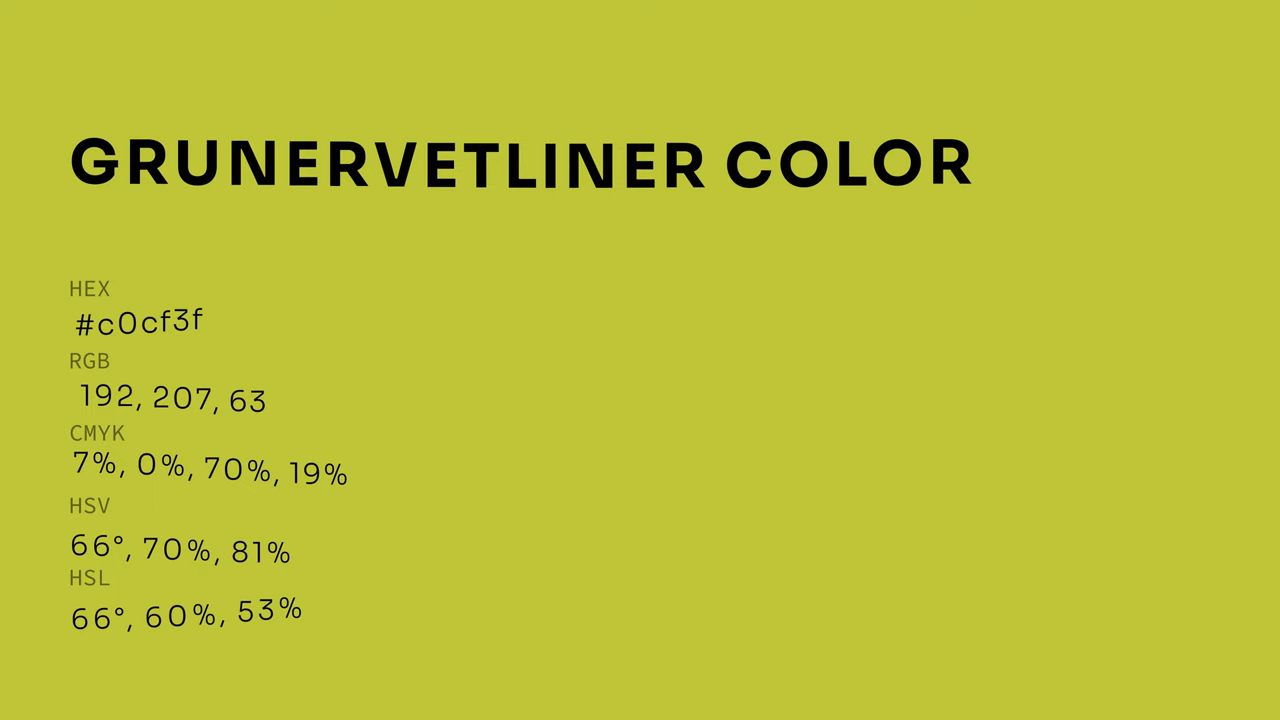 GRUNERVETLINER COLOR
HEX
#c0cf3f
RGB
192, 207, 63
CMYK
7%, 0%, 70%, 19%
HSV
66°, 70%, 81%
HSL
66°, 60%, 53%